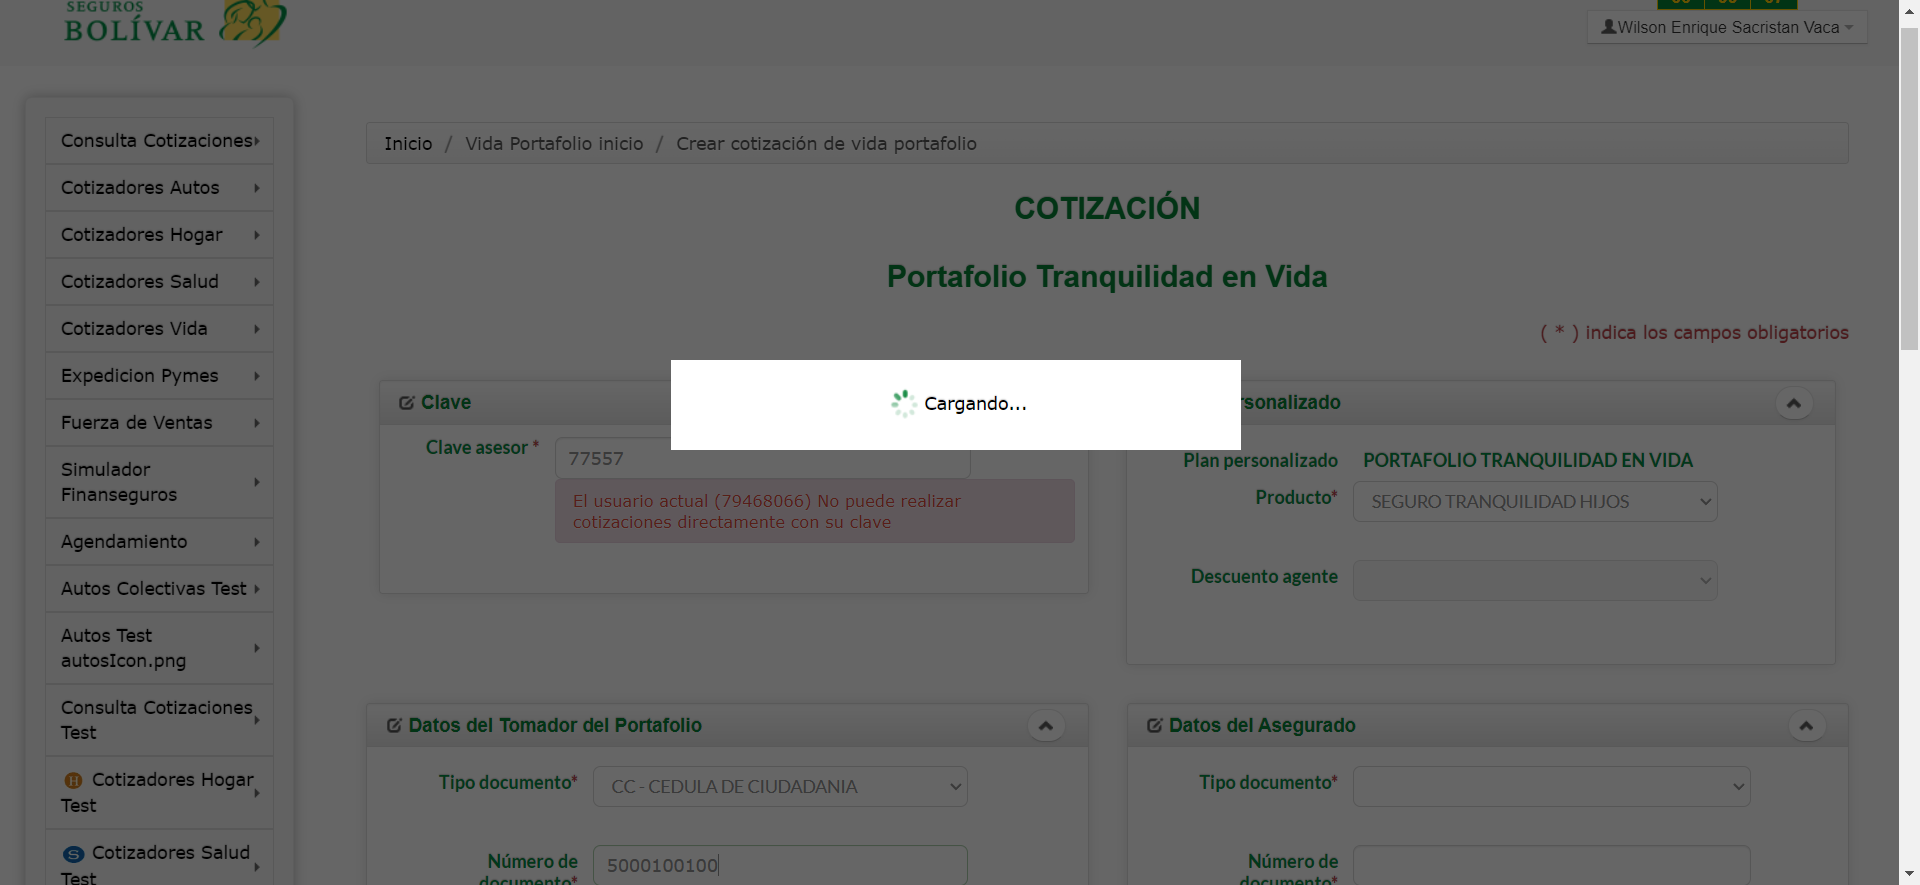 SEGUROS
BOLÍVAR
Wilson Enrique Sacristan Vaca
Consulta Cotizaciones
Cotizadores Autos
Cotizadores Hogar
Cotizadores Salud
Cotizadores Vida
Expedicion Pymes
Fuerza de Ventas
Simulador
Finanseguros
Agendamiento
Autos Colectivas Test
Autos Test
autosIcon.png
Consulta Cotizaciones
Test
H Cotizadores Hogar
Test
S Cotizadores Salud
Test
Inicio / Vida Portafolio inicio / Crear cotización de vida portafolio
COTIZACIÓN
Portafolio Tranquilidad en Vida
( * ) indica los campos obligatorios
Cargando...
Clave
Clave asesor *
77557
El usuario actual (79468066) No puede realizar
cotizaciones directamente con su clave
Plan personalizado PORTAFOLIO TRANQUILIDAD EN VIDA
Producto* SEGURO TRANQUILIDAD HIJOS
Descuento agente
Datos del Tomador del Portafolio
Tipo documento* CC - CEDULA DE CIUDADANIA
Número de
documento*
5000100100
Datos del Asegurado
Tipo documento*
Número de
documento*